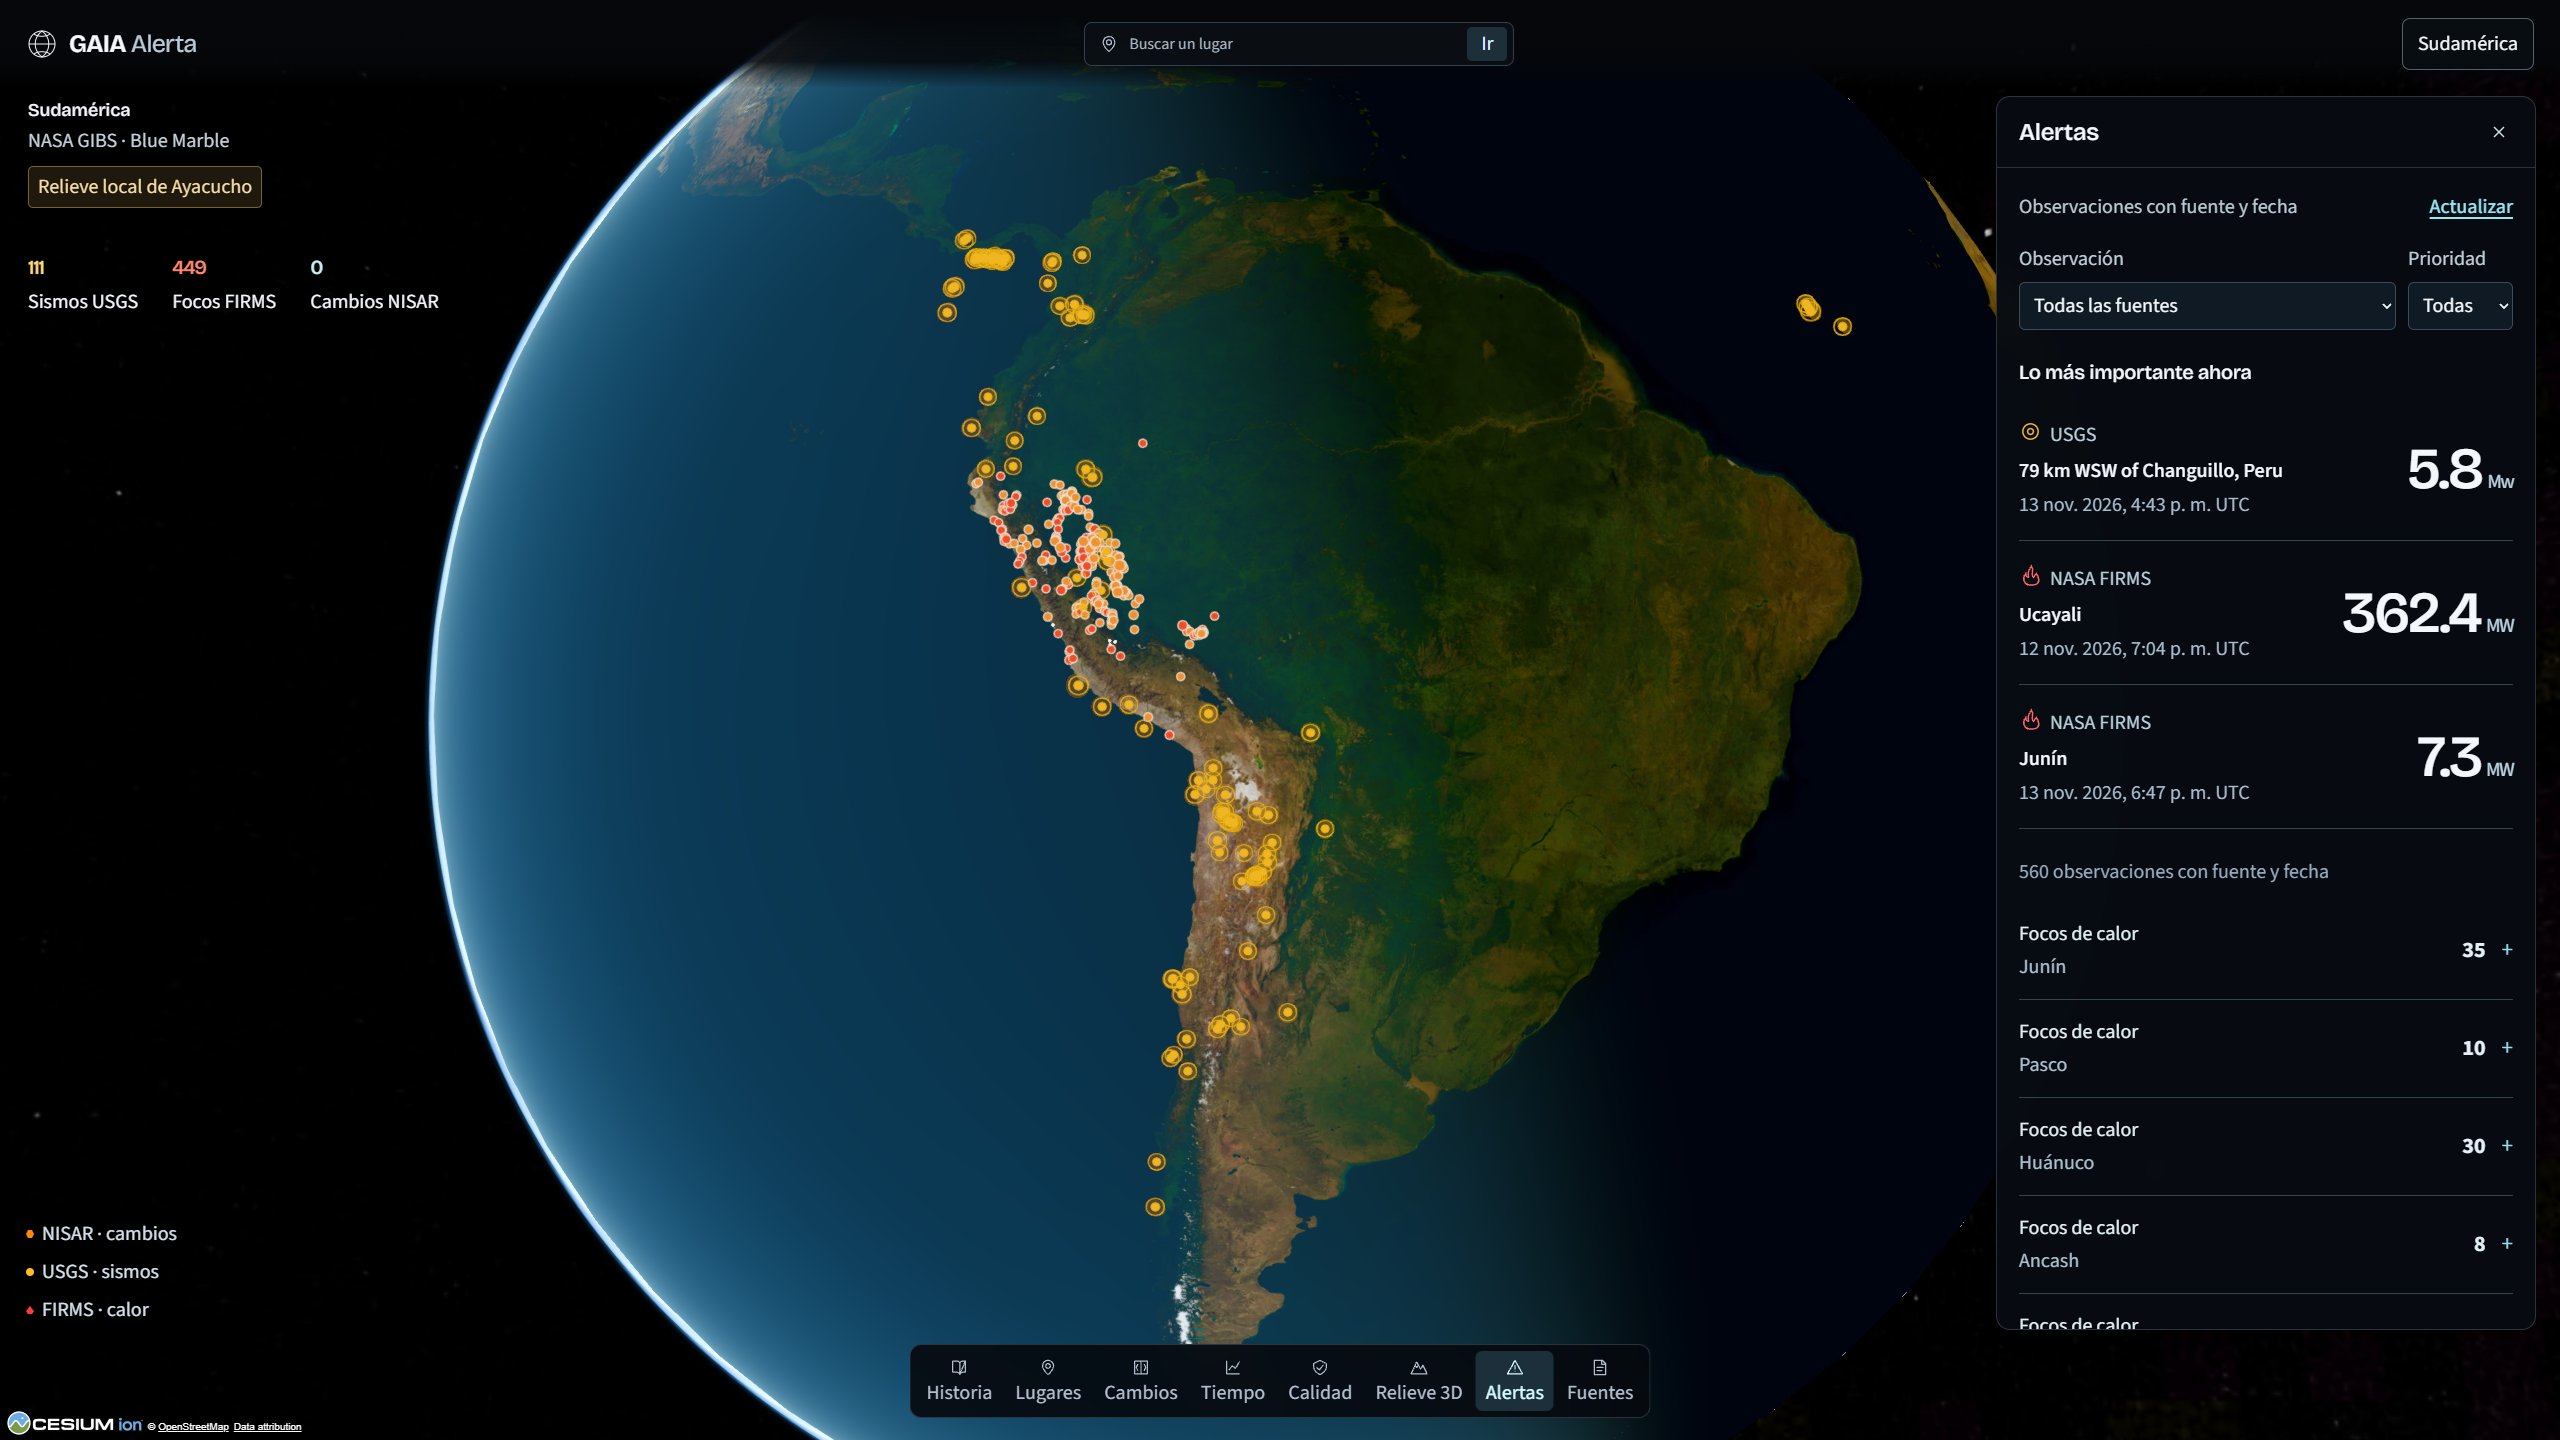 GAIA Alerta
Buscar un lugar
Ir
Sudamérica
Sudamérica
NASA GIBS · Blue Marble
Relieve local de Ayacucho
111
Sismos USGS
449
Focos FIRMS
0
Cambios NISAR
Alertas
Observaciones con fuente y fecha
Actualizar
Observación
Prioridad
Todas las fuentes
Todas
Lo más importante ahora
USGS
79 km WSW of Changuillo, Peru
13 nov. 2026, 4:43 p. m. UTC
5.8 Mw
NASA FIRMS
Ucayali
12 nov. 2026, 7:04 p. m. UTC
362.4 MW
NASA FIRMS
Junín
13 nov. 2026, 6:47 p. m. UTC
7.3 MW
560 observaciones con fuente y fecha
Focos de calor
Junín
35 +
Focos de calor
Pasco
10 +
Focos de calor
Huánuco
30 +
Focos de calor
Ancash
8 +
Focos de calor
NISAR · cambios
USGS · sismos
FIRMS · calor
Historia
Lugares
Cambios
Tiempo
Calidad
Relieve 3D
Alertas
Fuentes
CESIUM ion © OpenStreetMap Data attribution